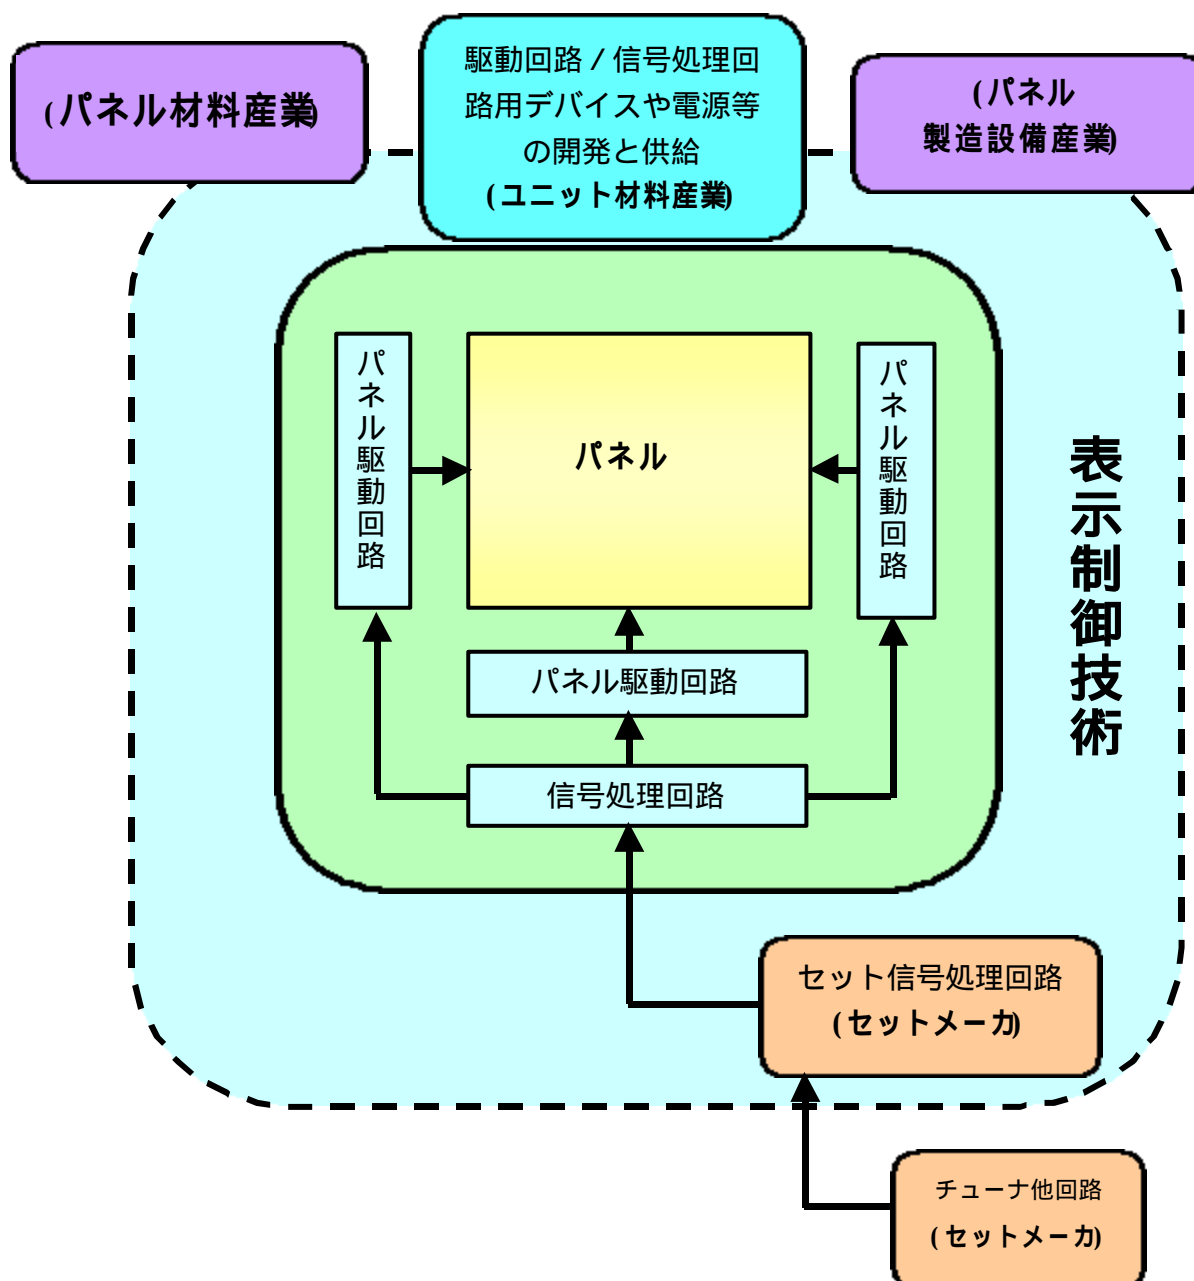 (パネル材料産業)
駆動回路/信号処理回
路用デバイスや電源等
の開発と供給
(ユニット材料産業)
(パネル
製造設備産業)
パネル駆動回路
パネル
パネル駆動回路
表示制御技術
パネル駆動回路
信号処理回路
セット信号処理回路
(セットメーカ)
チューナ他回路
(セットメーカ)